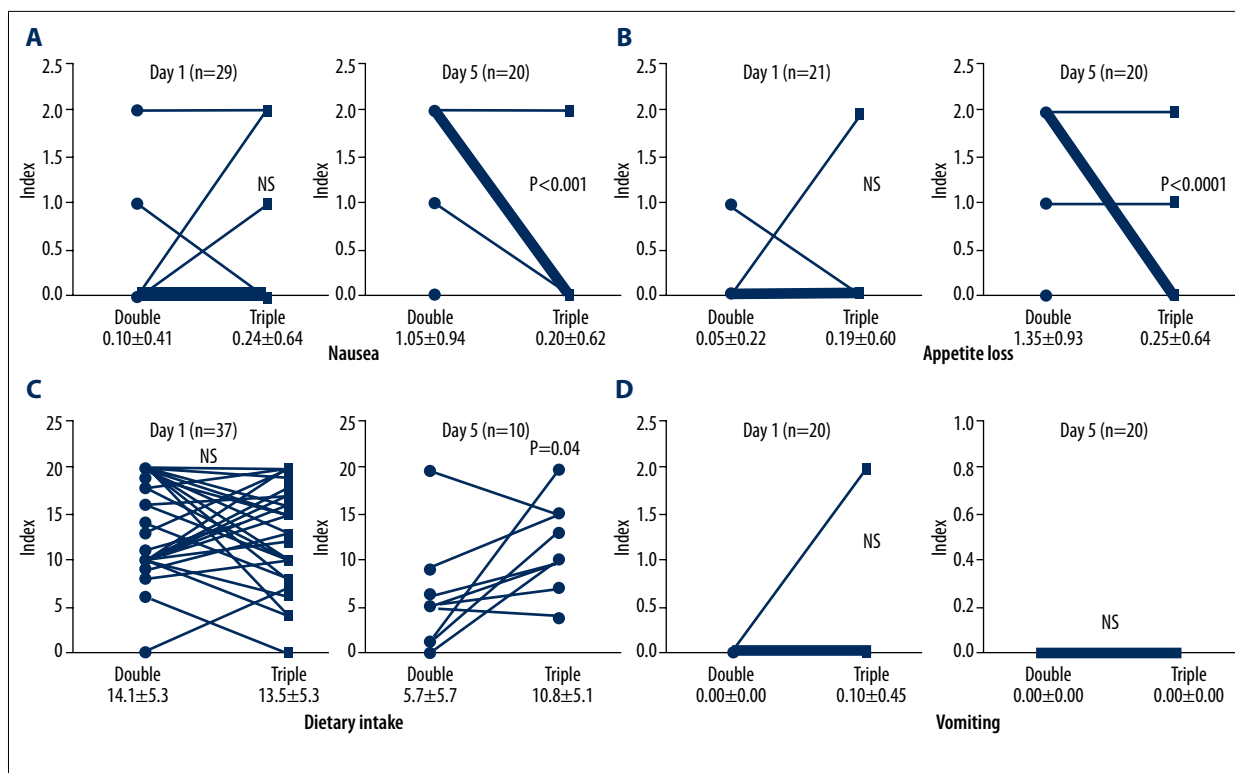 A
Day 1 (n=29)
Index
2.5
2.0
1.5
1.0
0.5
0.0
NS
Double
0.10±0.41
Triple
0.24±0.64
Day 5 (n=20)
Index
2.5
2.0
1.5
1.0
0.5
0.0
P<0.001
Double
1.05±0.94
Triple
0.20±0.62
Nausea
B
Day 1 (n=21)
Index
2.5
2.0
1.5
1.0
0.5
0.0
NS
Double
0.05±0.22
Triple
0.19±0.60
Day 5 (n=20)
Index
2.5
2.0
1.5
1.0
0.5
0.0
P<0.0001
Double
1.35±0.93
Triple
0.25±0.64
Appetite loss
C
Day 1 (n=37)
NS
Index
25
20
15
10
5
0
Double
14.1±5.3
Triple
13.5±5.3
Day 5 (n=10)
P=0.04
Index
25
20
15
10
5
0
Double
5.7±5.7
Triple
10.8±5.1
Dietary intake
D
Day 1 (n=20)
Index
2.5
2.0
1.5
1.0
0.5
0.0
NS
Double
0.00±0.00
Triple
0.10±0.45
Day 5 (n=20)
Index
1.0
0.8
0.6
0.4
0.2
0.0
NS
Double
0.00±0.00
Triple
0.00±0.00
Vomiting